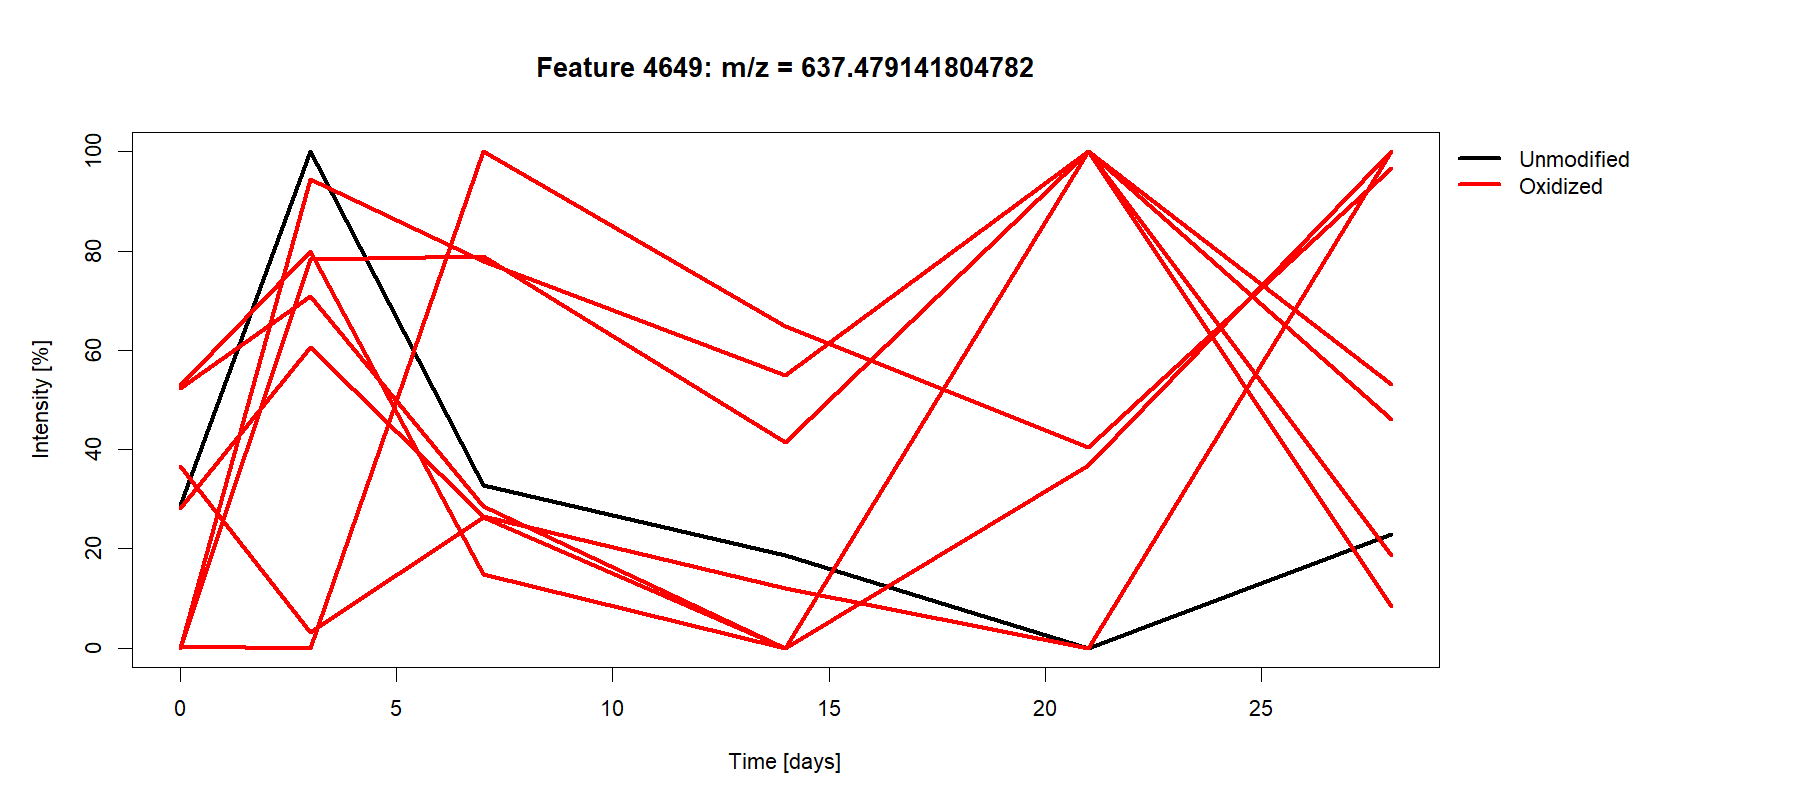 Feature 4649: m/z = 637.479141804782
Unmodified
Oxidized
Intensity [%]
100
80
60
40
20
0
0 5 10 15 20 25
Time [days]